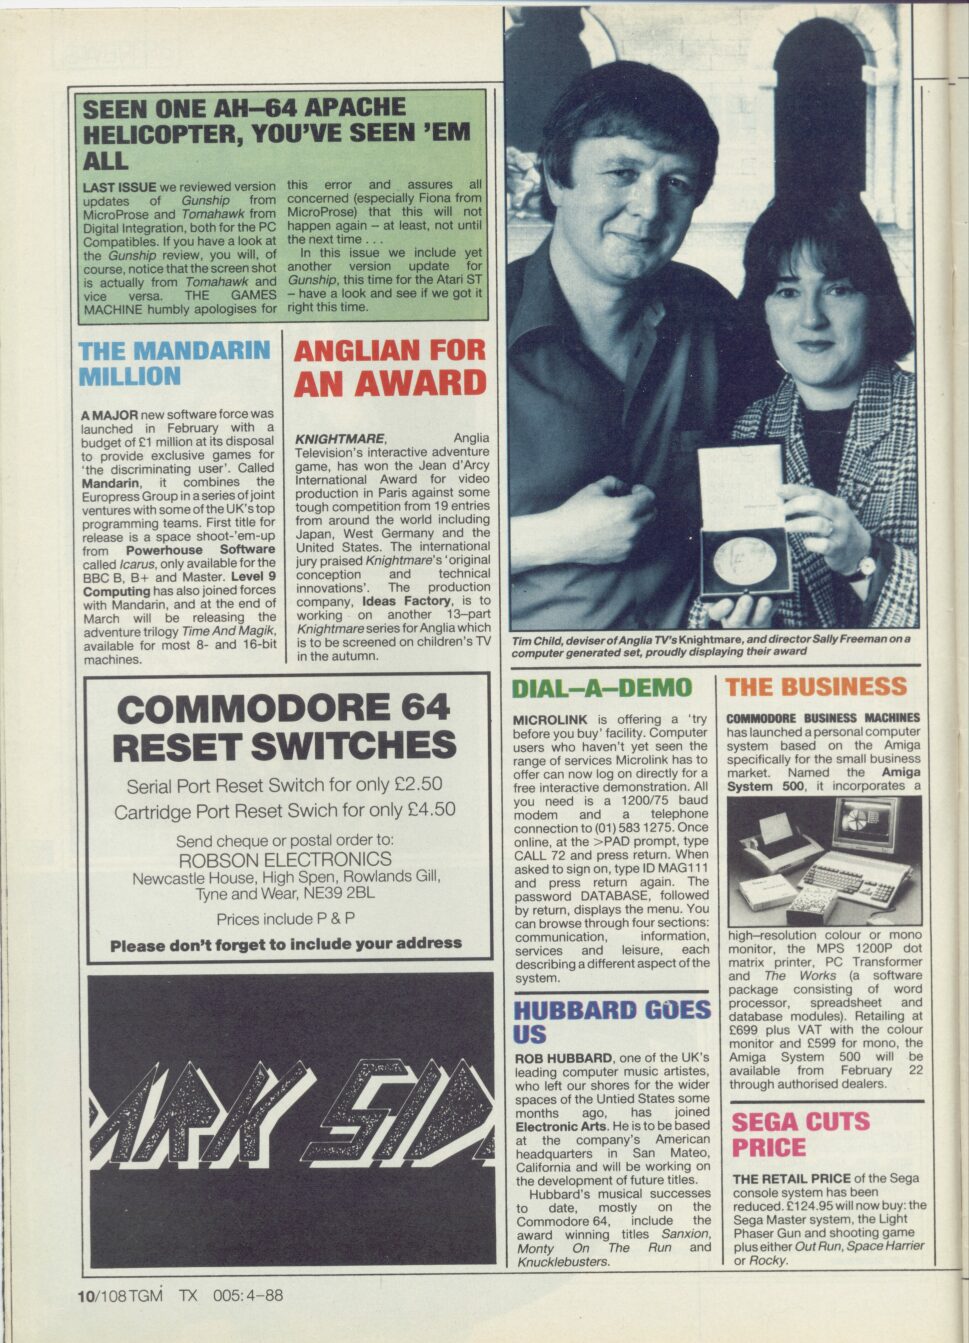 SEEN ONE AH–64 APACHE
HELICOPTER, YOU'VE SEEN 'EM
ALL
LAST ISSUE we reviewed version
updates of Gunship from
MicroProse and Tomahawk from
Digital Integration, both for the PC
Compatibles. If you have a look at
the Gunship review, you will, of
course, notice that the screen shot
is actually from Tomahawk and
vice versa. THE GAMES
MACHINE humbly apologises for
this error and assures all
concerned (especially Fiona from
MicroProse) that this will not
happen again – at least, not until
the next time . . .
In this issue we include yet
another version update for
Gunship, this time for the Atari ST
– have a look and see if we got it
right this time.
THE MANDARIN
MILLION
A MAJOR new software force was
launched in February with a
budget of £1 million at its disposal
to provide exclusive games for
'the discriminating user'. Called
Mandarin, it combines the
Europress Group in a series of joint
ventures with some of the UK's top
programming teams. First title for
release is a space shoot-'em-up
from Powerhouse Software
called Icarus, only available for the
BBC B, B+ and Master. Level 9
Computing has also joined forces
with Mandarin, and at the end of
March will be releasing the
adventure trilogy Time And Magik,
available for most 8- and 16-bit
machines.
ANGLIAN FOR
AN AWARD
KNIGHTMARE, Anglia
Television's interactive adventure
game, has won the Jean d'Arcy
International Award for video
production in Paris against some
tough competition from 19 entries
from around the world including
Japan, West Germany and the
United States. The international
jury praised Knightmare's 'original
conception and technical
innovations'. The production
company, Ideas Factory, is to
working on another 13–part
Knightmare series for Anglia which
is to be screened on children's TV
in the autumn.
Tim Child, deviser of Anglia TV's Knightmare, and director Sally Freeman on a
computer generated set, proudly displaying their award
COMMODORE 64
RESET SWITCHES
Serial Port Reset Switch for only £2.50
Cartridge Port Reset Swich for only £4.50
Send cheque or postal order to:
ROBSON ELECTRONICS
Newcastle House, High Spen, Rowlands Gill,
Tyne and Wear, NE39 2BL
Prices include P & P
Please don't forget to include your address
ARK SID
DIAL–A–DEMO
MICROLINK is offering a 'try
before you buy' facility. Computer
users who haven't yet seen the
range of services Microlink has to
offer can now log on directly for a
free interactive demonstration. All
you need is a 1200/75 baud
modem and a telephone
connection to (01) 583 1275. Once
online, at the >PAD prompt, type
CALL 72 and press return. When
asked to sign on, type ID MAG111
and press return again. The
password DATABASE, followed
by return, displays the menu. You
can browse through four sections:
communication, information,
services and leisure, each
describing a different aspect of the
system.
HUBBARD GOES
US
ROB HUBBARD, one of the UK's
leading computer music artistes,
who left our shores for the wider
spaces of the Untied States some
months ago, has joined
Electronic Arts. He is to be based
at the company's American
headquarters in San Mateo,
California and will be working on
the development of future titles.
Hubbard's musical successes
to date, mostly on the
Commodore 64, include the
award winning titles Sanxion,
Monty On The Run and
Knucklebusters.
THE BUSINESS
COMMODORE BUSINESS MACHINES
has launched a personal computer
system based on the Amiga
specifically for the small business
market. Named the Amiga
System 500, it incorporates a
high–resolution colour or mono
monitor, the MPS 1200P dot
matrix printer, PC Transformer
and The Works (a software
package consisting of word
processor, spreadsheet and
database modules). Retailing at
£699 plus VAT with the colour
monitor and £599 for mono, the
Amiga System 500 will be
available from February 22
through authorised dealers.
SEGA CUTS
PRICE
THE RETAIL PRICE of the Sega
console system has been
reduced. £124.95 will now buy: the
Sega Master system, the Light
Phaser Gun and shooting game
plus either Out Run, Space Harrier
or Rocky.
10/108 TGM TX 005: 4–88